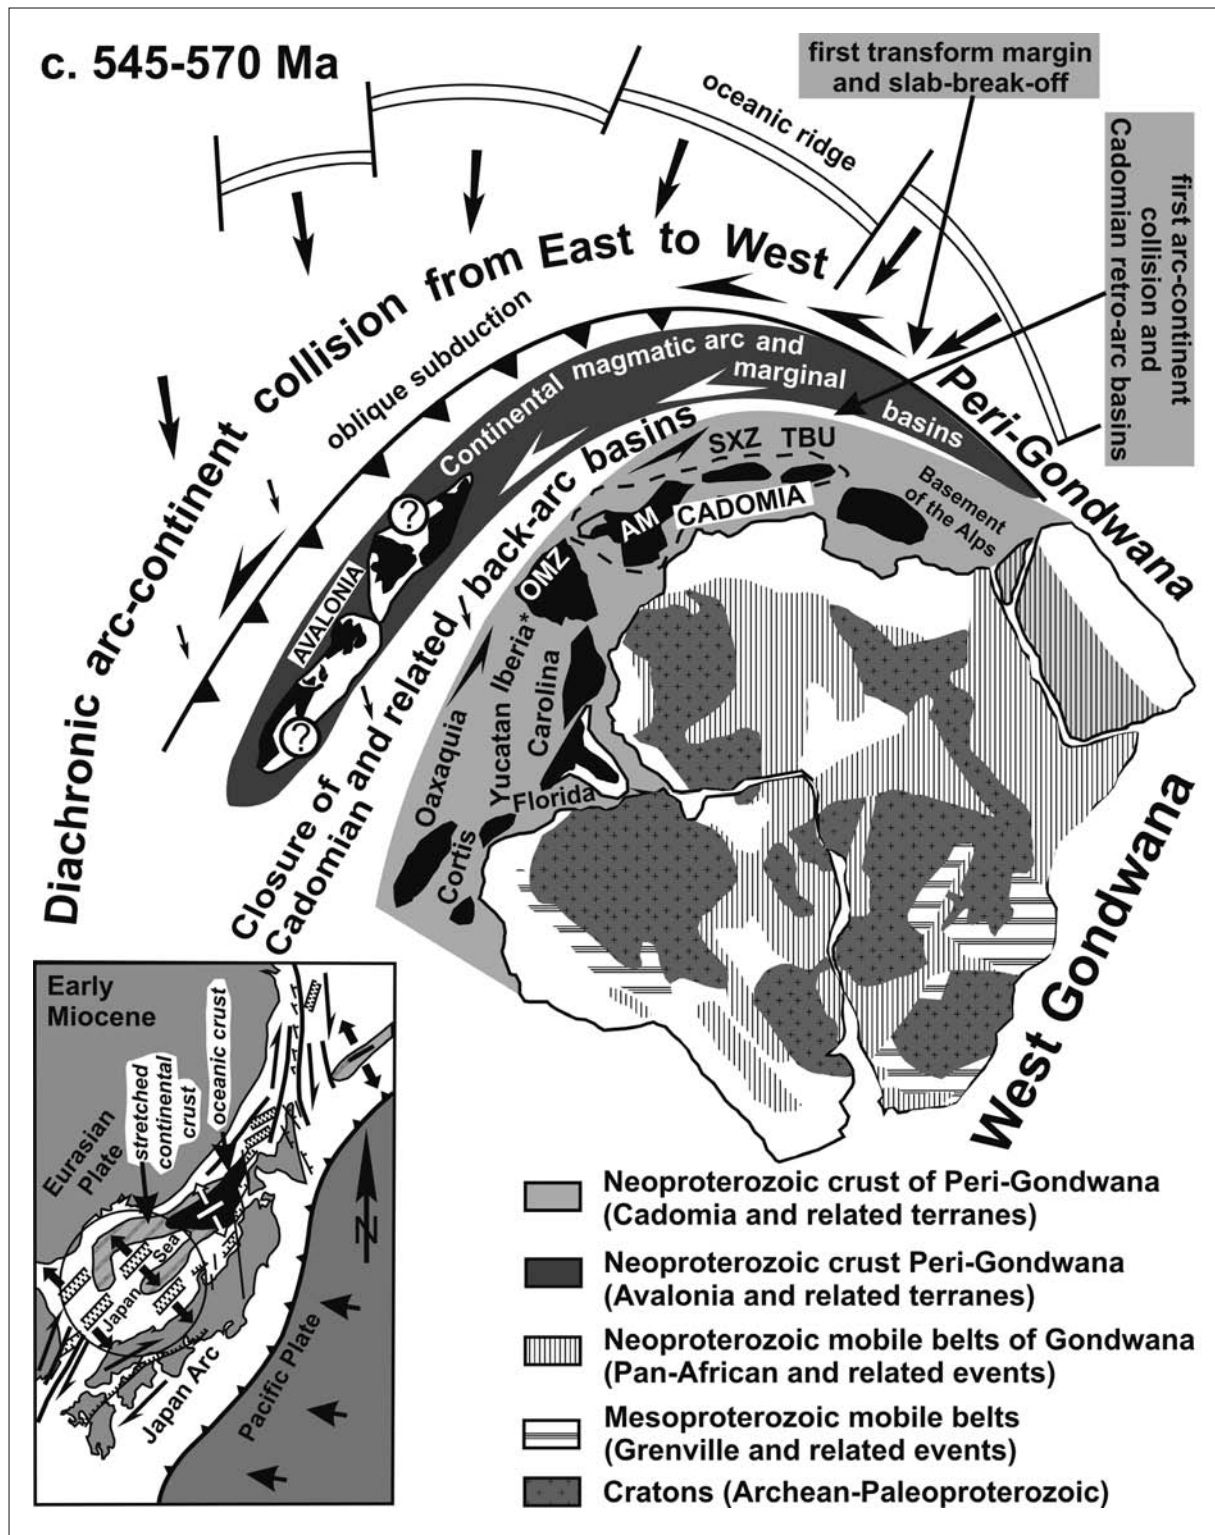 c. 545-570 Ma
first transform margin
and slab-break-off
oceanic ridge
first arc-continent
collision and
Cadomian retro-arc basins
Diachronic arc-continent collision from East to West
oblique subduction
Continental magmatic arc and
marginal
basins
Peri-Gondwana
Closure of
Cadomian and related back-arc basins
SXZ
TBU
AM
CADOMIA
Basement
of the Alps
OMZ
AVALONIA
?
?
Iberia*
Oaxaquia
Yucatan
Carolina
Florida
Cortis
West Gondwana
Early
Miocene
oceanic crust
stretched
continental
crust
Eurasian
Plate
Japan
Sea
Japan Arc
Pacific Plate
N
Neoproterozoic crust of Peri-Gondwana
(Cadomia and related terranes)
Neoproterozoic crust Peri-Gondwana
(Avalonia and related terranes)
Neoproterozoic mobile belts of Gondwana
(Pan-African and related events)
Mesoproterozoic mobile belts
(Grenville and related events)
Cratons (Archean-Paleoproterozoic)